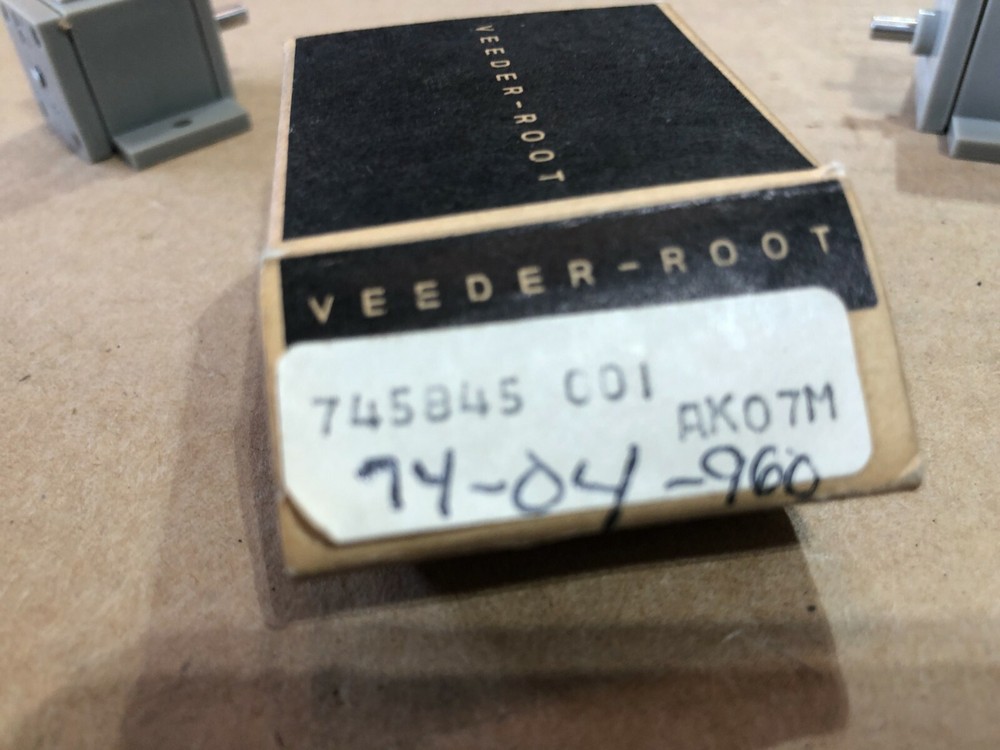 VEEDER-ROOT
VEEDER-ROOT
745845 C01
AK07M
74-04-960